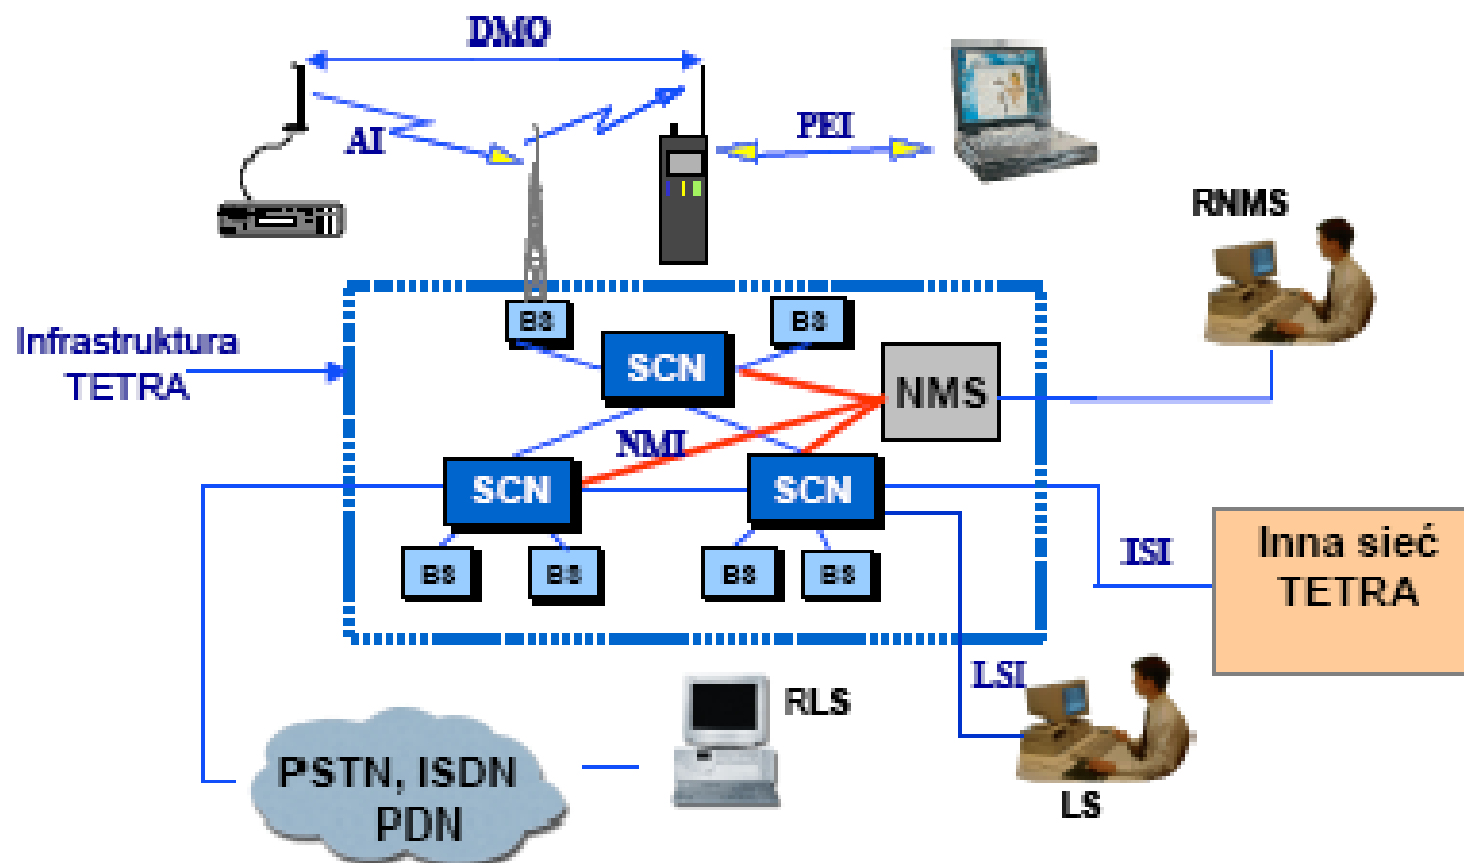 DMO
AI
PEI
RNMS
Infrastruktura
TETRA
BS
BS
SCN
NMS
NMI
SCN
SCN
BS
BS
BS
BS
ISI
Inna sieć
TETRA
LSI
RLS
LS
PSTN, ISDN
PDN